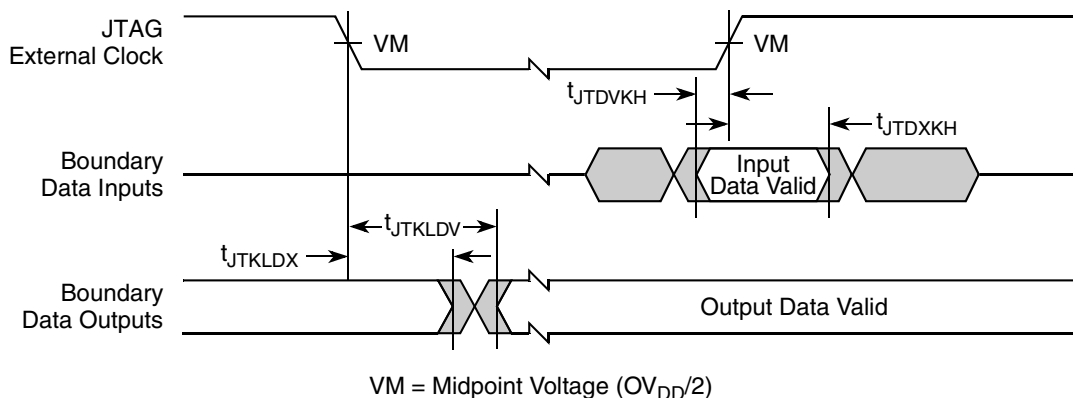 JTAG
External Clock
VM
VM
tJTDVKH
tJTDXKH
Boundary
Data Inputs
Input
Data Valid
tJTKLDV
tJTKLDX
Boundary
Data Outputs
Output Data Valid
VM = Midpoint Voltage (OVDD/2)